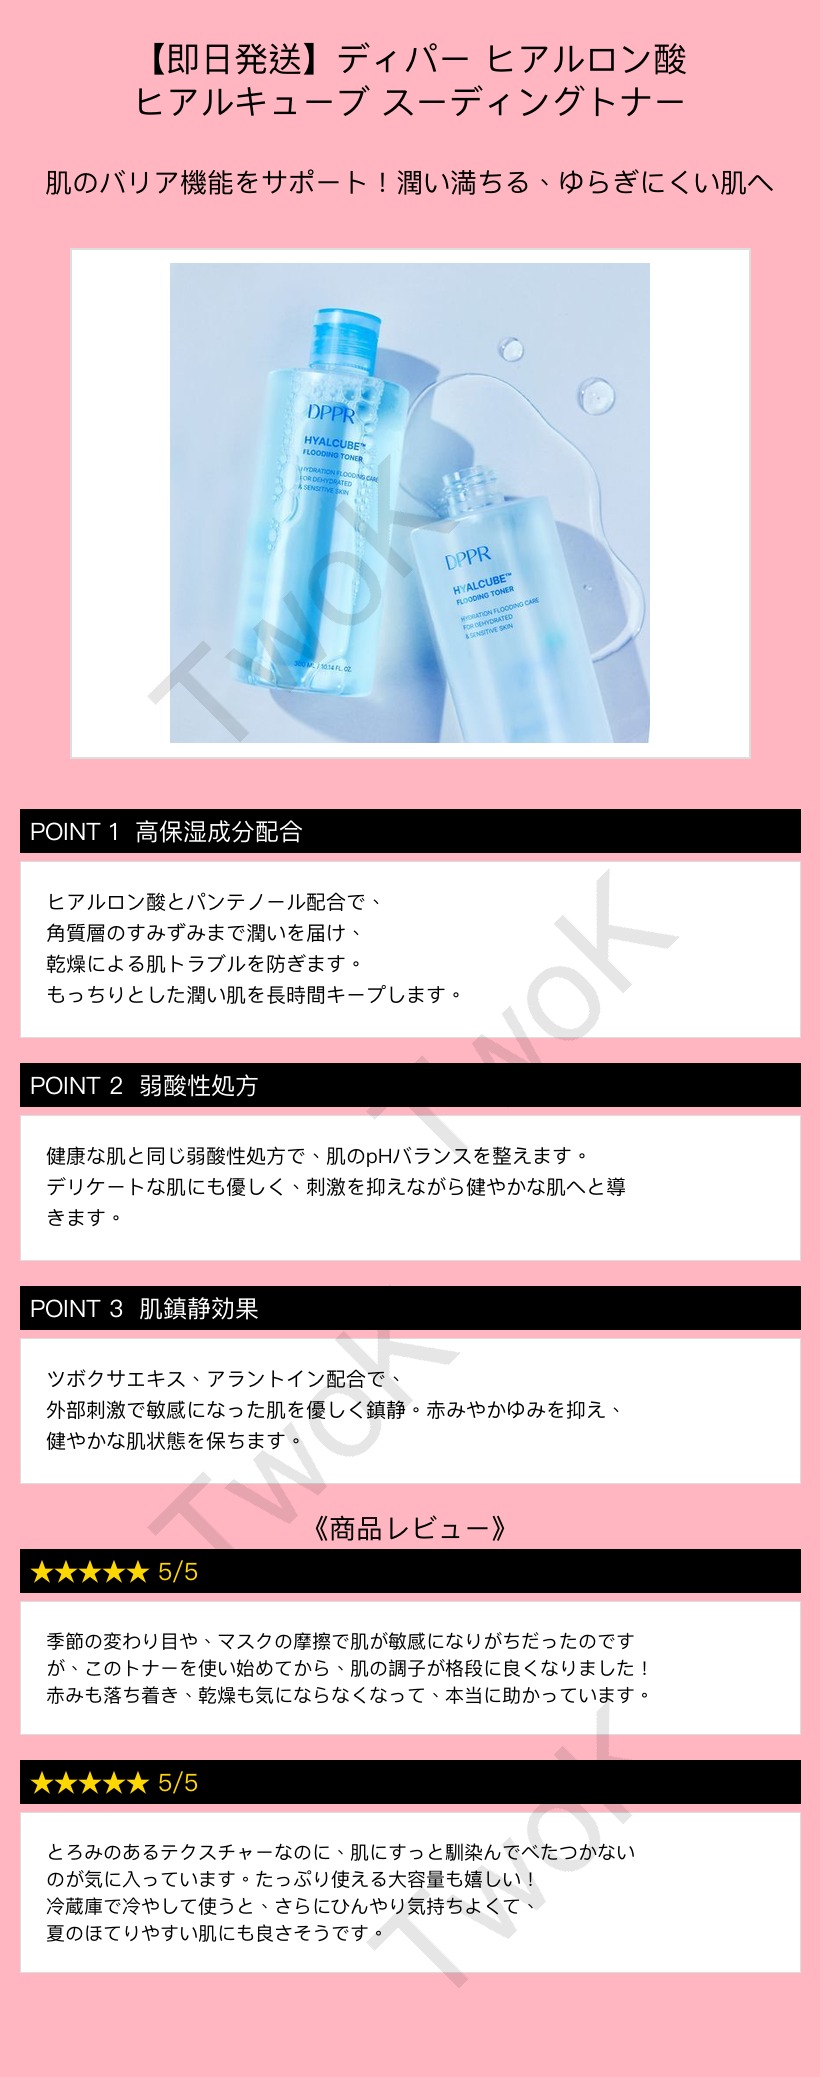 【即日発送】ディパー ヒアルロン酸
ヒアルキューブ スーディングトナー
肌のバリア機能をサポート！潤い満ちる、ゆらぎにくい肌へ
DPPR
HYALCUBE™
FLOODING TONER
HYDRATION FLOODING CARE
FOR DEHYDRATED
& SENSITIVE SKIN
300 ML / 10.14 FL. OZ.
DPPR
HYALCUBE™
FLOODING TONER
HYDRATION FLOODING CARE
FOR DEHYDRATED
& SENSITIVE SKIN
TwoK
POINT 1 高保湿成分配合
ヒアルロン酸とパンテノール配合で、
角質層のすみずみまで潤いを届け、
乾燥による肌トラブルを防ぎます。
もっちりとした潤い肌を長時間キープします。
TwoK
POINT 2 弱酸性処方
健康な肌と同じ弱酸性処方で、肌のpHバランスを整えます。
デリケートな肌にも優しく、刺激を抑えながら健やかな肌へと導
きます。
POINT 3 肌鎮静効果
ツボクサエキス、アラントイン配合で、
外部刺激で敏感になった肌を優しく鎮静。赤みやかゆみを抑え、
健やかな肌状態を保ちます。
TwoK
《商品レビュー》
★★★★★ 5/5
季節の変わり目や、マスクの摩擦で肌が敏感になりがちだったのです
が、このトナーを使い始めてから、肌の調子が格段に良くなりました！
赤みも落ち着き、乾燥も気にならなくなって、本当に助かっています。
★★★★★ 5/5
とろみのあるテクスチャーなのに、肌にすっと馴染んでべたつかない
のが気に入っています。たっぷり使える大容量も嬉しい！
冷蔵庫で冷やして使うと、さらにひんやり気持ちよくて、
夏のほてりやすい肌にも良さそうです。
TwoK